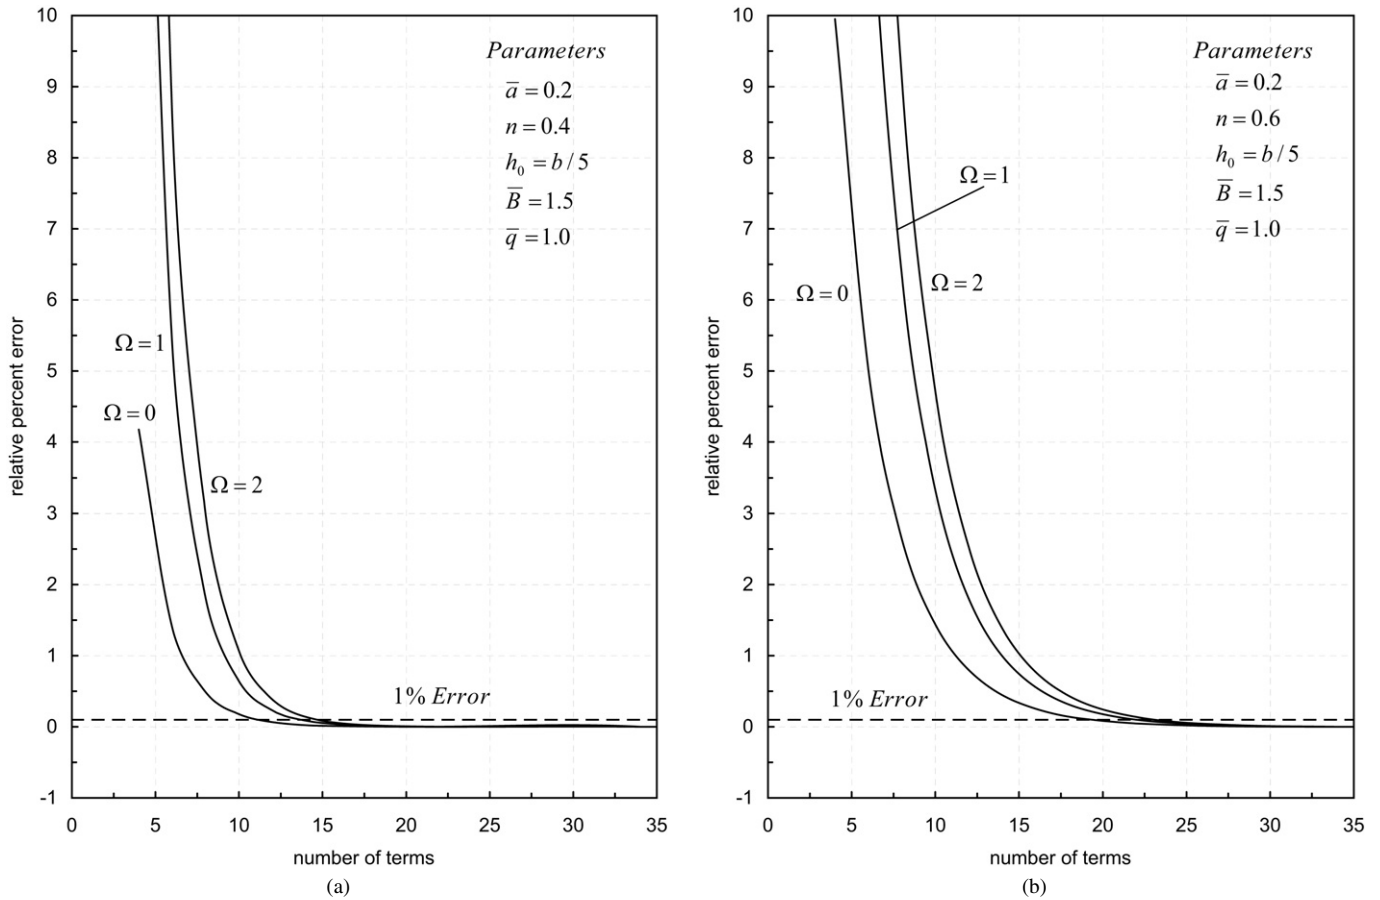 10
9
8
7
6
5
4
3
2
1
0
-1
relative percent error
Parameters
a̅ = 0.2
n = 0.4
h₀ = b / 5
B̅ = 1.5
q̅ = 1.0
Ω = 1
Ω = 0
Ω = 2
1% Error
0 5 10 15 20 25 30 35
number of terms
(a)
10
9
8
7
6
5
4
3
2
1
0
-1
relative percent error
Parameters
a̅ = 0.2
n = 0.6
h₀ = b / 5
B̅ = 1.5
q̅ = 1.0
Ω = 1
Ω = 0
Ω = 2
1% Error
0 5 10 15 20 25 30 35
number of terms
(b)